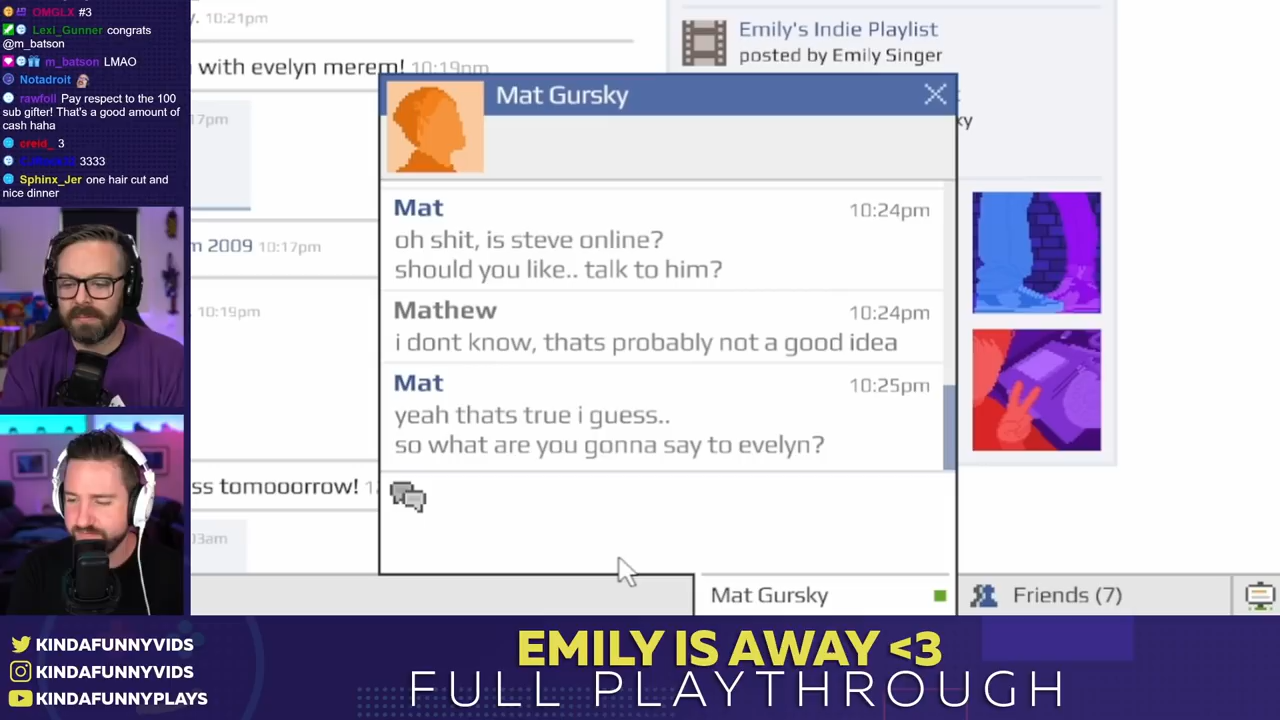 OMGLX #3
Lexi_Gunner congrats
@m_batson
m_batson LMAO
Notadroit
rawfoil Pay respect to the 100
sub gifter! That's a good amount of
cash haha
creid_ 3
3333
Sphinx_Jer one hair cut and
nice dinner
10:21pm
with evelyn merem! 10:19pm
17pm
m 2009 10:17pm
10:19pm
ss tomooorrow!
03am
Emily's Indie Playlist
posted by Emily Singer
ky
Mat Gursky
Mat 10:24pm
oh shit, is steve online?
should you like.. talk to him?
Mathew 10:24pm
i dont know, thats probably not a good idea
Mat 10:25pm
yeah thats true i guess..
so what are you gonna say to evelyn?
Mat Gursky
Friends (7)
KINDAFUNNYVIDS
KINDAFUNNYVIDS
KINDAFUNNYPLAYS
EMILY IS AWAY <3
FULL PLAYTHROUGH